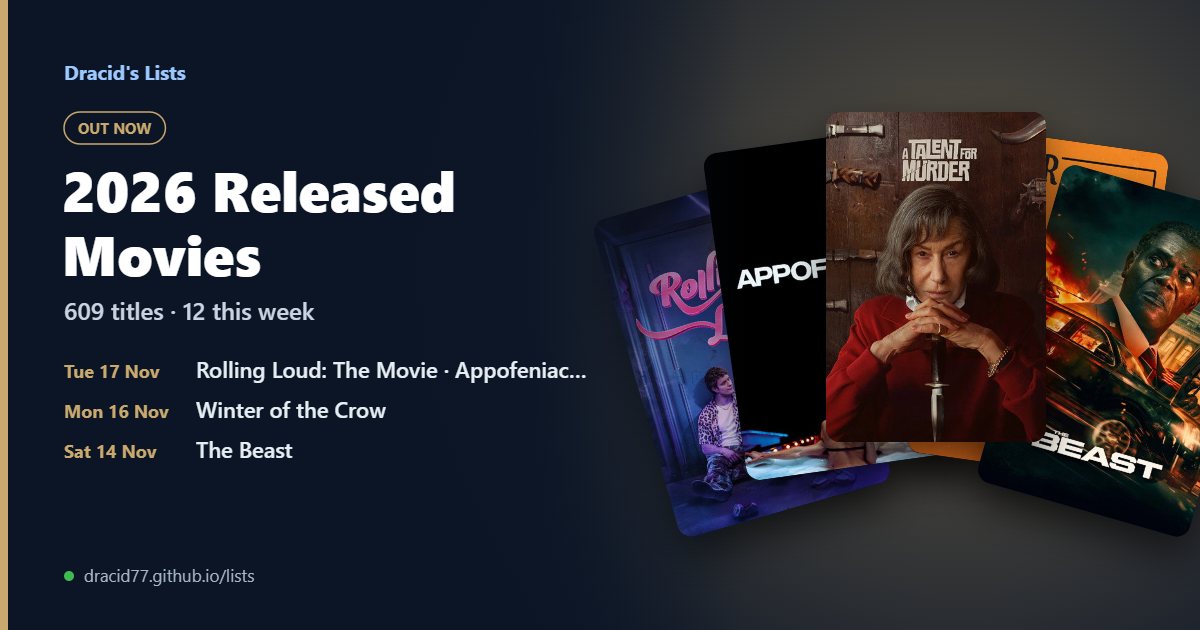 Dracid's Lists
OUT NOW
2026 Released
Movies
609 titles · 12 this week
Tue 17 Nov Rolling Loud: The Movie · Appofeniac...
Mon 16 Nov Winter of the Crow
Sat 14 Nov The Beast
dracid77.github.io/lists
APPOF
A TALENT FOR
MURDER
THE
BEAST